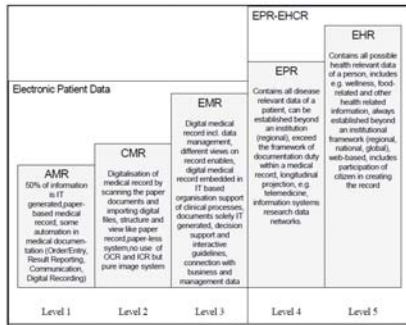 EPR-EHCR
EHR
Contains all possible
health relevant data
of a person, includes
e.g. wellness, food-
related and other
health related
information, always
established beyond
an institutional
framework (regional,
national, global),
web-based, includes
participation of
citizen in creating
the record
EPR
Contains all disease
relevant data of a
patient, can be
established beyond
an institution
(regional), exceed
the framework of
documentation duty
within a medical
record, longitudinal
projection, e.g.
telemedicine,
information systems
research data
networks.
Electronic Patient Data
EMR
Digital medical
record incl. data
management,
different views on
record enables,
digital medical
record embedded in IT
based
organisation support
of clinical processes,
documents solely IT
generated, decision
support and
interactive
guidelines,
connection with
business and
management data
CMR
Digitalisation of
medical record by
scanning the paper
documents and
importing digital
files, structure and
view like paper
record,paper-less
system,no use of
OCR and ICR but
pure image system
AMR
50% of information is
IT
generated,paper-
based medical
record, some
automation in
medical documen-
tation (Order/Entry,
Result Reporting,
Communication,
Digital Recording)
Level 1
Level 2
Level 3
Level 4
Level 5